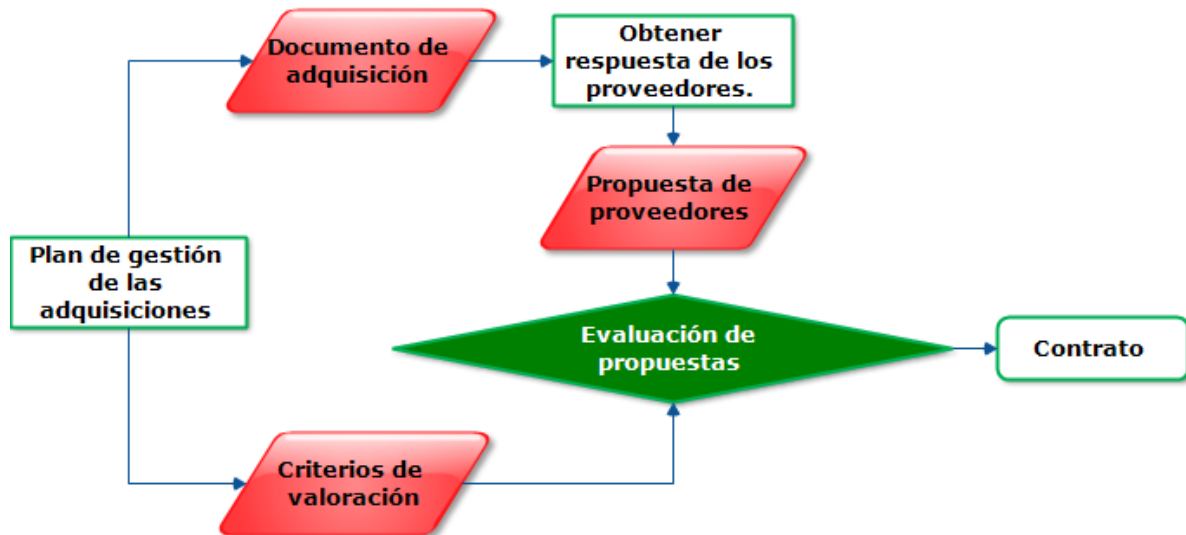 Documento de
adquisición
Obtener
respuesta de los
proveedores.
Propuesta de
proveedores
Plan de gestión
de las
adquisiciones
Evaluación de
propuestas
Contrato
Criterios de
valoración